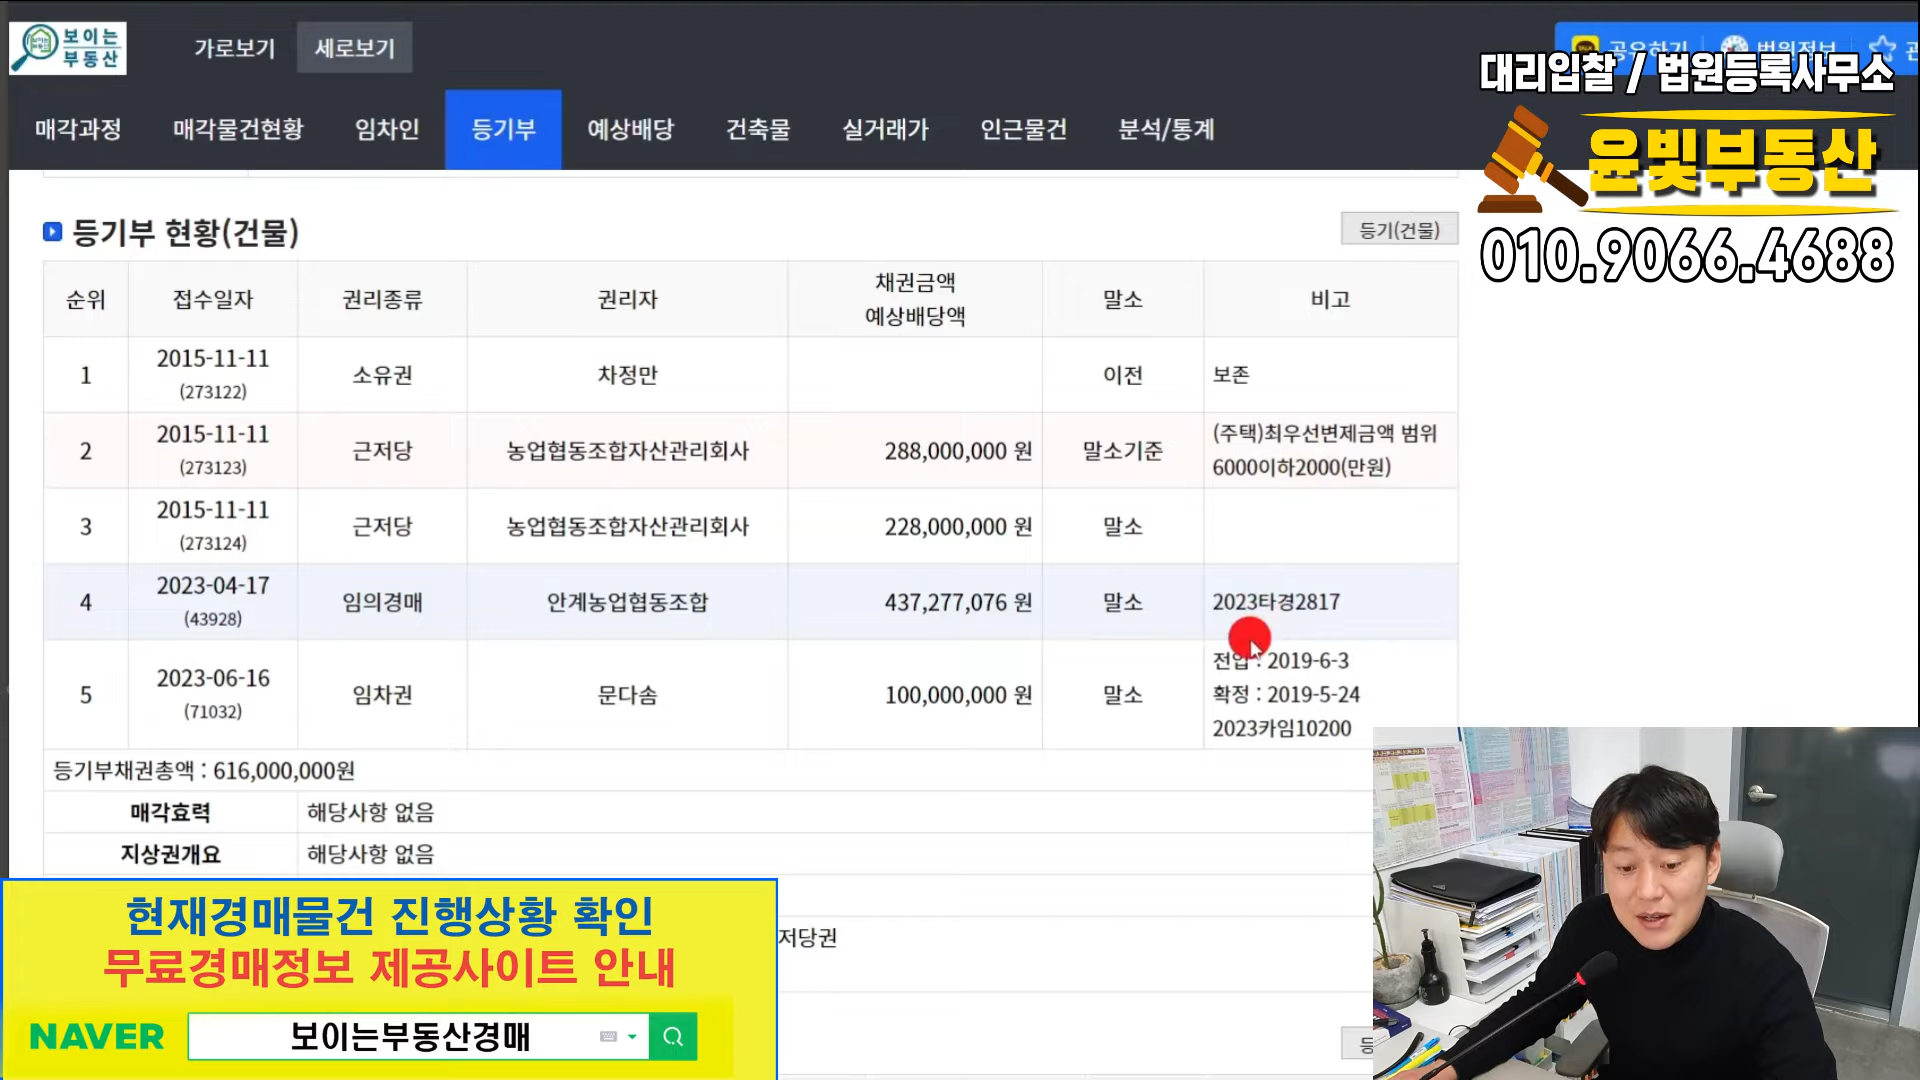 보이는
부동산
가로보기
세로보기
공유하기
법원정보
대리입찰 / 법원등록사무소
윤빛부동산
010.9066.4688
매각과정
매각물건현황
임차인
등기부
예상배당
건축물
실거래가
인근물건
분석/통계
등기부 현황(건물)
등기(건물)
순위 접수일자 권리종류 권리자 채권금액 말소 비고
예상배당액
1 2015-11-11 소유권 차정만 이전 보존
(273122)
2 2015-11-11 근저당 농업협동조합자산관리회사 288,000,000 원 말소기준 (주택)최우선변제금액 범위
(273123) 6000이하2000(만원)
3 2015-11-11 근저당 농업협동조합자산관리회사 228,000,000 원 말소
(273124)
4 2023-04-17 임의경매 안계농업협동조합 437,277,076 원 말소 2023타경2817
(43928)
5 2023-06-16 임차권 문다솜 100,000,000 원 말소 전입 : 2019-6-3
(71032) 확정 : 2019-5-24
2023카임10200
등기부채권총액 : 616,000,000원
매각효력 해당사항 없음
지상권개요 해당사항 없음
저당권
현재경매물건 진행상황 확인
무료경매정보 제공사이트 안내
NAVER 보이는부동산경매